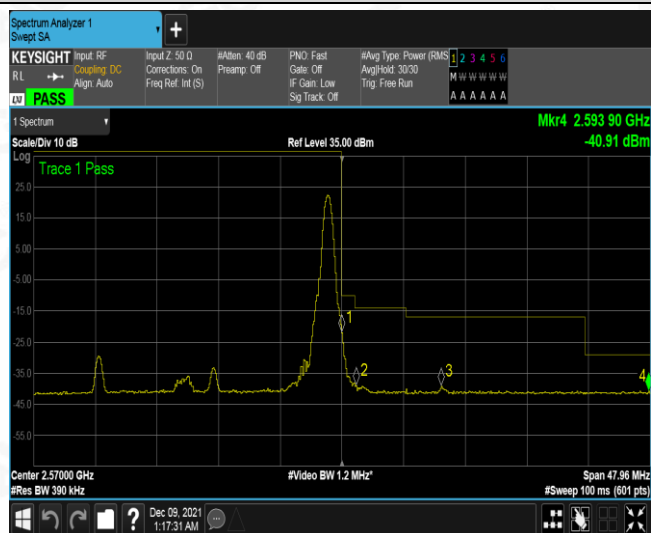 Spectrum Analyzer 1
Swept SA
+
KEYSIGHT
RL
PASS
Input: RF
Coupling: DC
Align: Auto
Input Z: 50 Ω
Corrections: On
Freq Ref: Int (S)
#Atten: 40 dB
Preamp: Off
PNO: Fast
Gate: Off
IF Gain: Low
Sig Track: Off
#Avg Type: Power (RMS
Avg|Hold: 30/30
Trig: Free Run
1 2 3 4 5 6
M W W W W W
A A A A A A
1 Spectrum
Mkr4 2.593 90 GHz
Scale/Div 10 dB
Ref Level 35.00 dBm
-40.91 dBm
Log
Trace 1 Pass
25.0
15.0
5.00
-5.00
-15.0
-25.0
-35.0
-45.0
-55.0
1
2
3
4
Center 2.57000 GHz
#Video BW 1.2 MHz*
Span 47.96 MHz
#Res BW 390 kHz
#Sweep 100 ms (601 pts)
?
Dec 09, 2021
1:17:31 AM